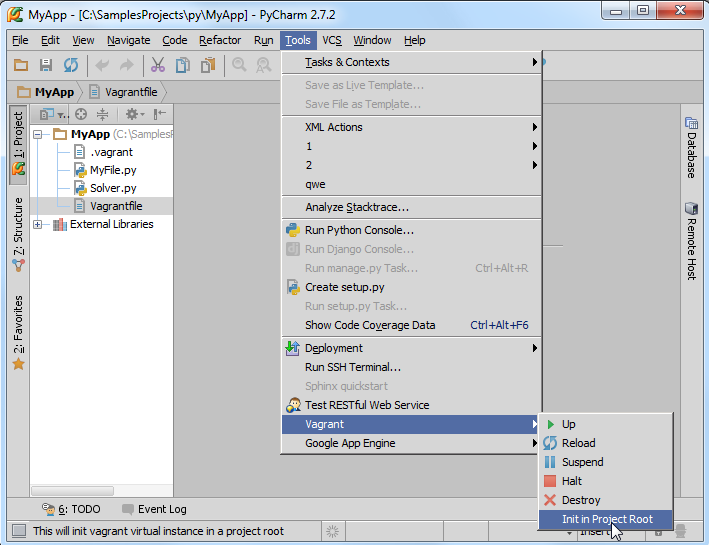 MyApp - [C:\SamplesProjects\py\MyApp] - PyCharm 2.7.2
File Edit View Navigate Code Refactor Run Tools VCS Window Help
MyApp Vagrantfile
1: Project
7: Structure
2: Favorites
MyApp (C:\SamplesP
.vagrant
MyFile.py
Solver.py
Vagrantfile
External Libraries
Tasks & Contexts
Save as Live Template...
Save File as Template...
XML Actions
1
2
qwe
Analyze Stacktrace...
Run Python Console...
Run Django Console...
Run manage.py Task... Ctrl+Alt+R
Create setup.py
Run setup.py Task...
Show Code Coverage Data Ctrl+Alt+F6
Deployment
Run SSH Terminal...
Sphinx quickstart
Test RESTful Web Service
Vagrant
Google App Engine
Up
Reload
Suspend
Halt
Destroy
Init in Project Root
Database
Remote Host
6: TODO Event Log
This will init vagrant virtual instance in a project root Insert